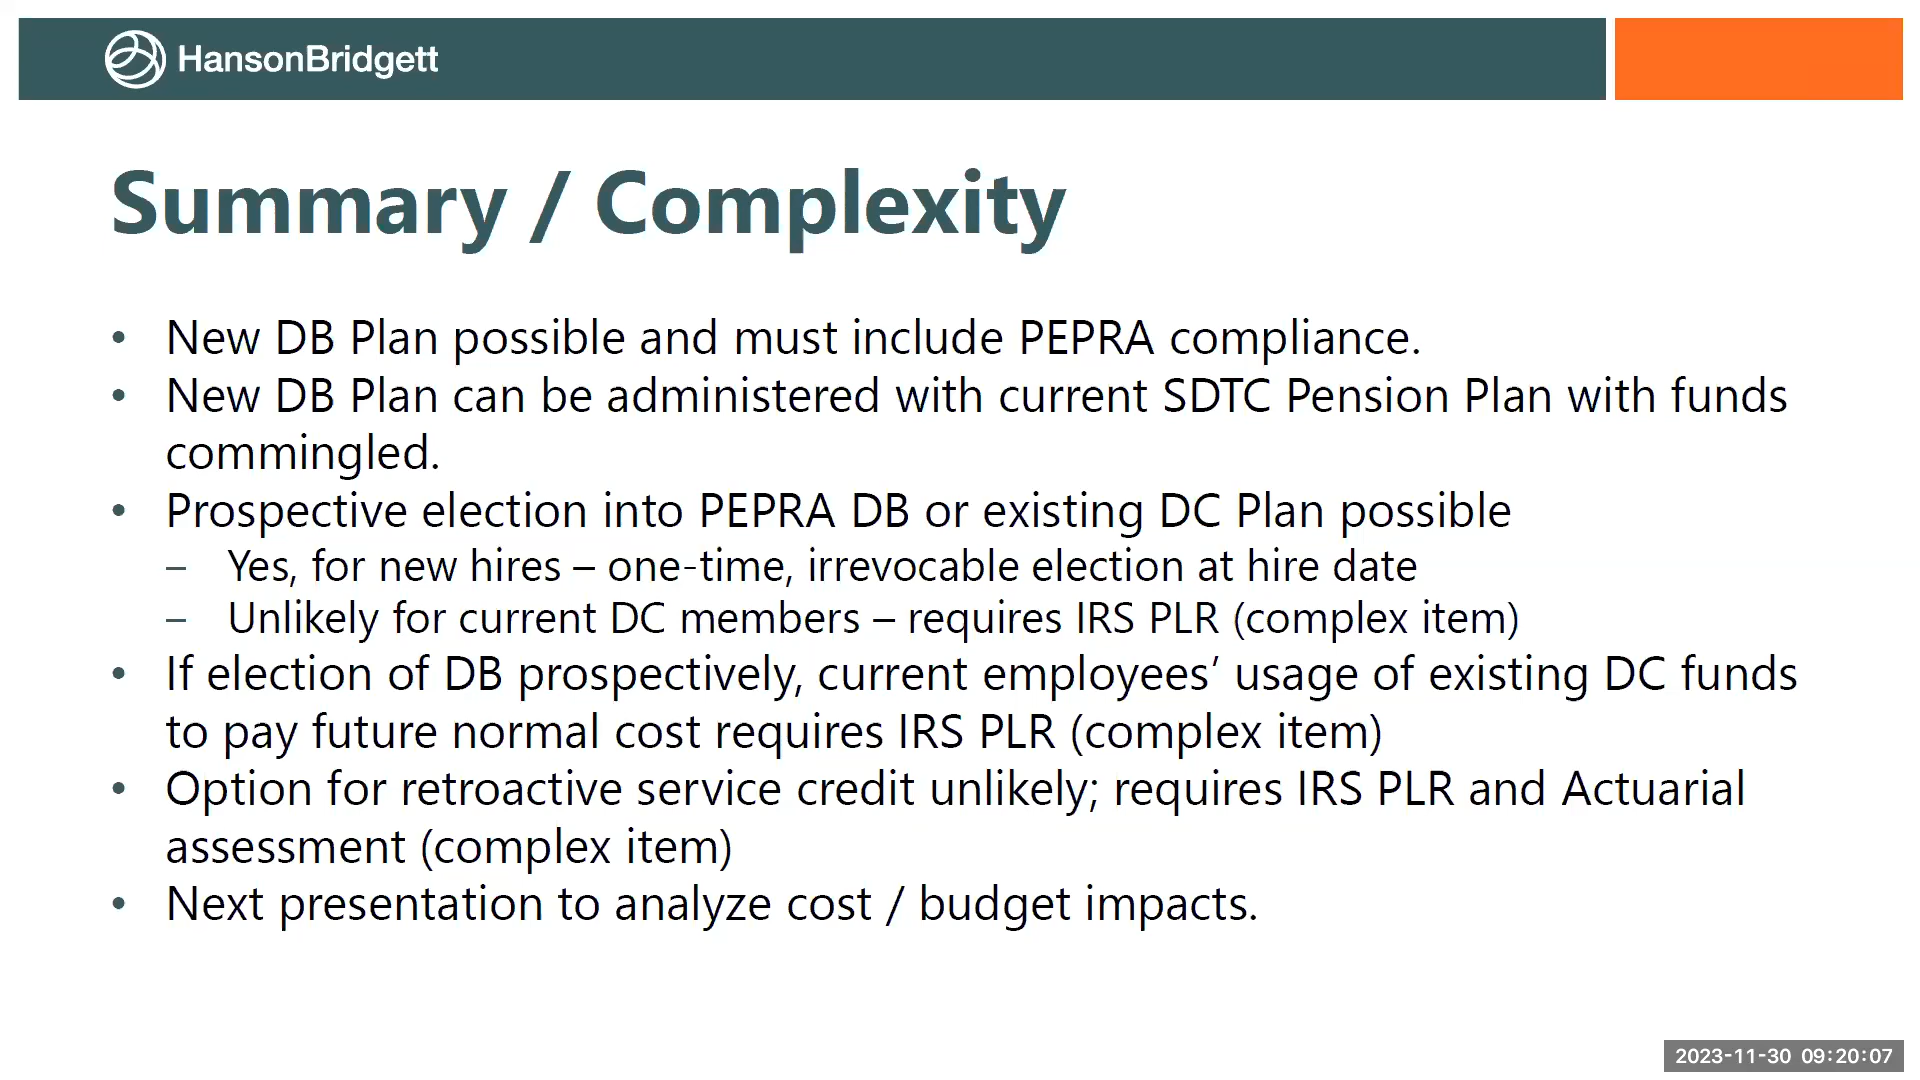 HansonBridgett
Summary / Complexity
• New DB Plan possible and must include PEPRA compliance.
• New DB Plan can be administered with current SDTC Pension Plan with funds
commingled.
• Prospective election into PEPRA DB or existing DC Plan possible
– Yes, for new hires – one-time, irrevocable election at hire date
– Unlikely for current DC members – requires IRS PLR (complex item)
• If election of DB prospectively, current employees’ usage of existing DC funds
to pay future normal cost requires IRS PLR (complex item)
• Option for retroactive service credit unlikely; requires IRS PLR and Actuarial
assessment (complex item)
• Next presentation to analyze cost / budget impacts.
2023-11-30 09:20:07